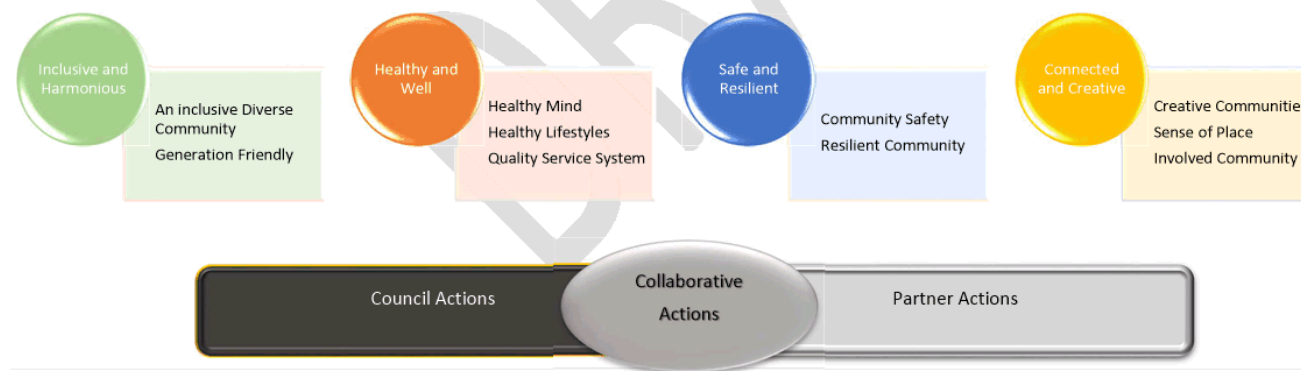 Inclusive and
Harmonious
An inclusive Diverse
Community
Generation Friendly
Healthy and
Well
Healthy Mind
Healthy Lifestyles
Quality Service System
Safe and
Resilient
Community Safety
Resilient Community
Connected
and Creative
Creative Communitie
Sense of Place
Involved Community
Council Actions
Collaborative
Actions
Partner Actions